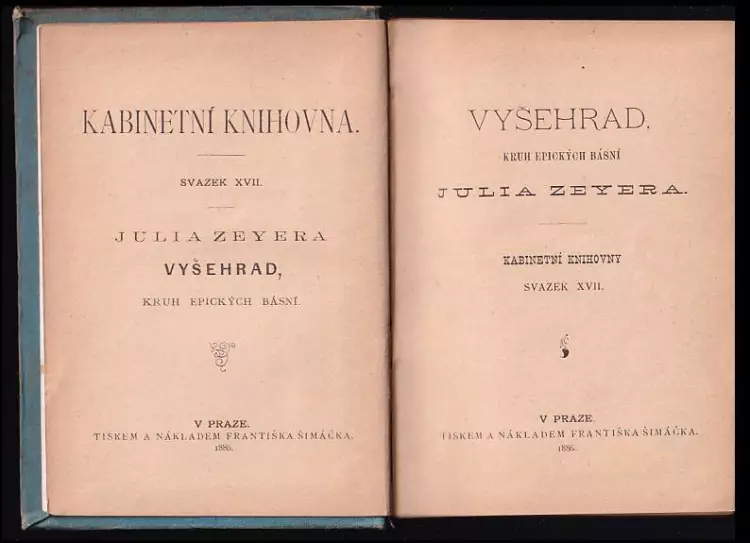 KABINETNÍ KNIHOVNA.
SVAZEK XVII.
JULIA ZEYERA
VYŠEHRAD,
KRUH EPICKÝCH BÁSNÍ.
V PRAZE.
TISKEM A NÁKLADEM FRANTIŠKA ŠIMÁČKA.
1886.
VYŠEHRAD,
KRUH EPICKÝCH BÁSNÍ
JULIA ZEYERA.
KABINETNÍ KNIHOVNY
SVAZEK XVII.
V PRAZE.
TISKEM A NÁKLADEM FRANTIŠKA ŠIMÁČKA.
1886.